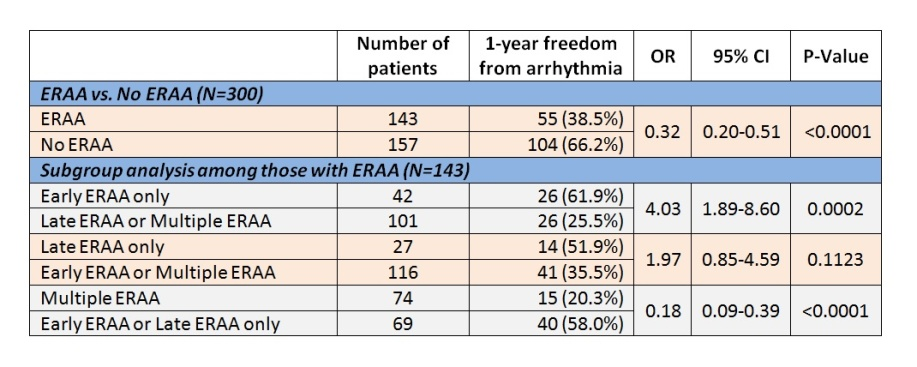 Number of patients 1-year freedom from arrhythmia OR 95% CI P-Value
ERAA vs. No ERAA (N=300)
ERAA 143 55 (38.5%) 0.32 0.20-0.51 <0.0001
No ERAA 157 104 (66.2%)
Subgroup analysis among those with ERAA (N=143)
Early ERAA only 42 26 (61.9%) 4.03 1.89-8.60 0.0002
Late ERAA or Multiple ERAA 101 26 (25.5%)
Late ERAA only 27 14 (51.9%) 1.97 0.85-4.59 0.1123
Early ERAA or Multiple ERAA 116 41 (35.5%)
Multiple ERAA 74 15 (20.3%) 0.18 0.09-0.39 <0.0001
Early ERAA or Late ERAA only 69 40 (58.0%)